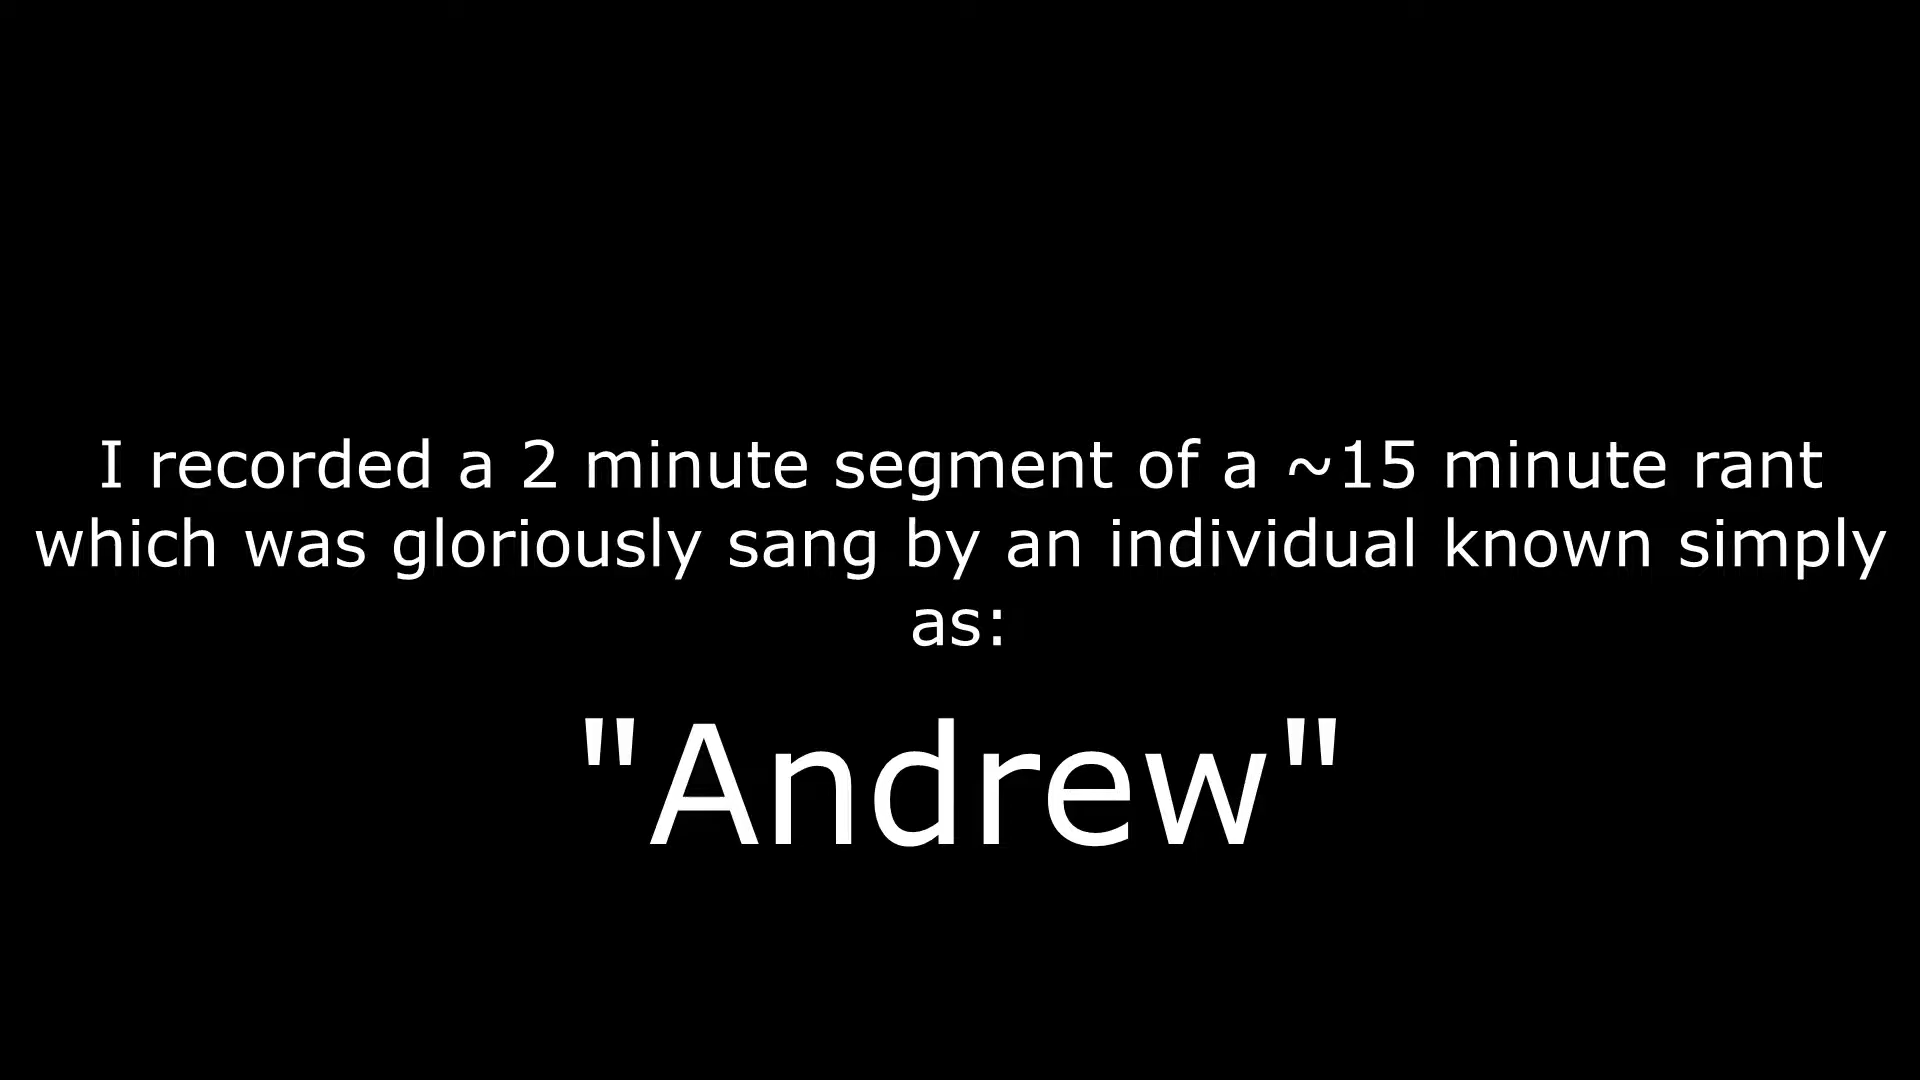 I recorded a 2 minute segment of a ~15 minute rant
which was gloriously sang by an individual known simply
as:
"Andrew"